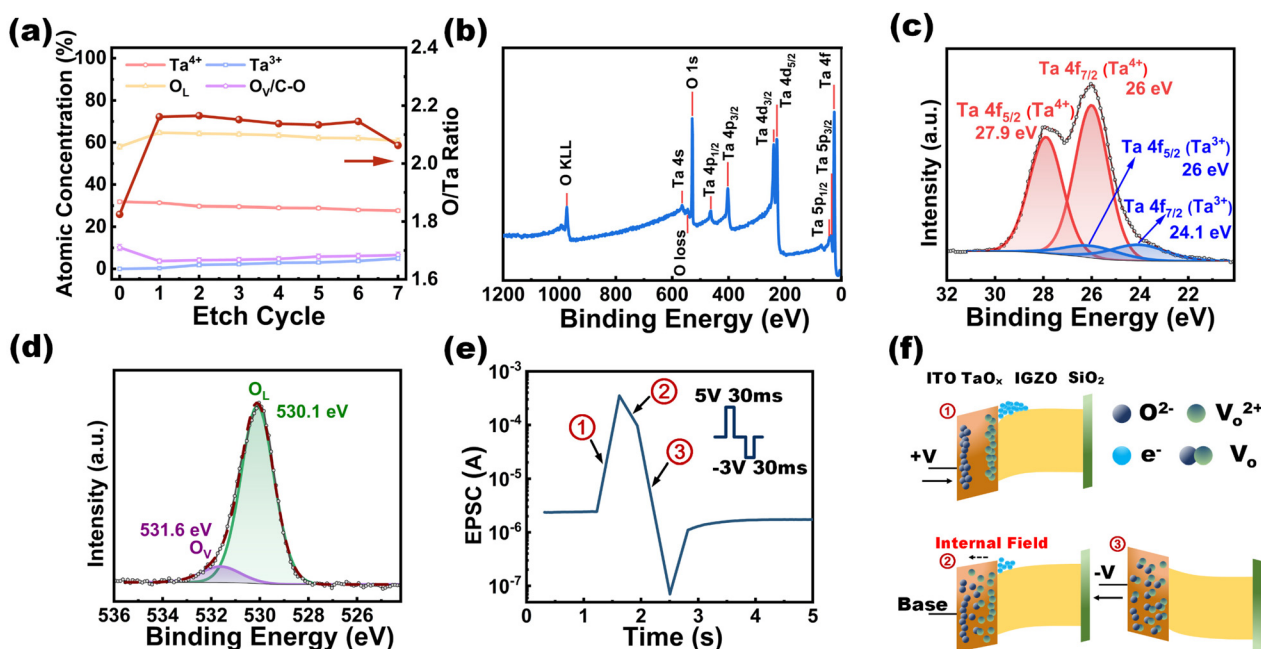 (a)
Atomic Concentration (%)
100
80
60
40
20
0
Ta⁴⁺
Ta³⁺
O_L
O_V/C-O
2.4
2.2
2.0
1.8
1.6
O/Ta Ratio
0 1 2 3 4 5 6 7
Etch Cycle
(b)
O KLL
Ta 4s
O loss
O 1s
Ta 4p₁/₂
Ta 4p₃/₂
Ta 4d₃/₂
Ta 4d₅/₂
Ta 5p₁/₂
Ta 5p₃/₂
Ta 4f
1200 1000 800 600 400 200 0
Binding Energy (eV)
(c)
Intensity (a.u.)
Ta 4f₇/₂ (Ta⁴⁺)
26 eV
Ta 4f₅/₂ (Ta⁴⁺)
27.9 eV
Ta 4f₅/₂ (Ta³⁺)
26 eV
Ta 4f₇/₂ (Ta³⁺)
24.1 eV
32 30 28 26 24 22
Binding Energy (eV)
(d)
Intensity (a.u.)
O_L
530.1 eV
531.6 eV
O_V
536 534 532 530 528 526
Binding Energy (eV)
(e)
EPSC (A)
10⁻³
10⁻⁴
10⁻⁵
10⁻⁶
10⁻⁷
①
②
③
5V 30ms
-3V 30ms
0 1 2 3 4 5
Time (s)
(f)
ITO TaOₓ IGZO SiO₂
①
+V
O²⁻
Vₒ²⁺
e⁻
Vₒ
Internal Field
②
Base
③
-V